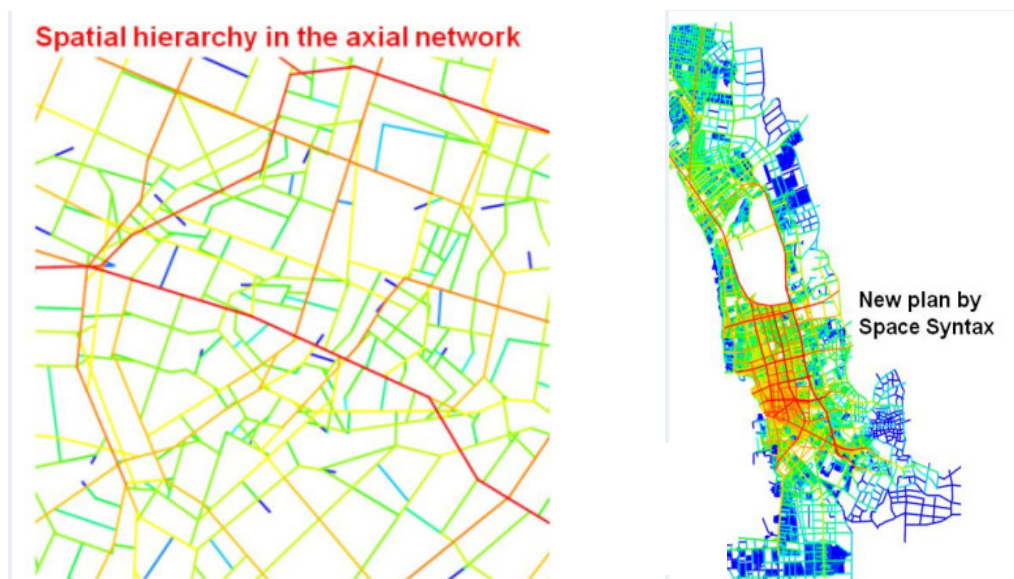 Spatial hierarchy in the axial network
New plan by
Space Syntax